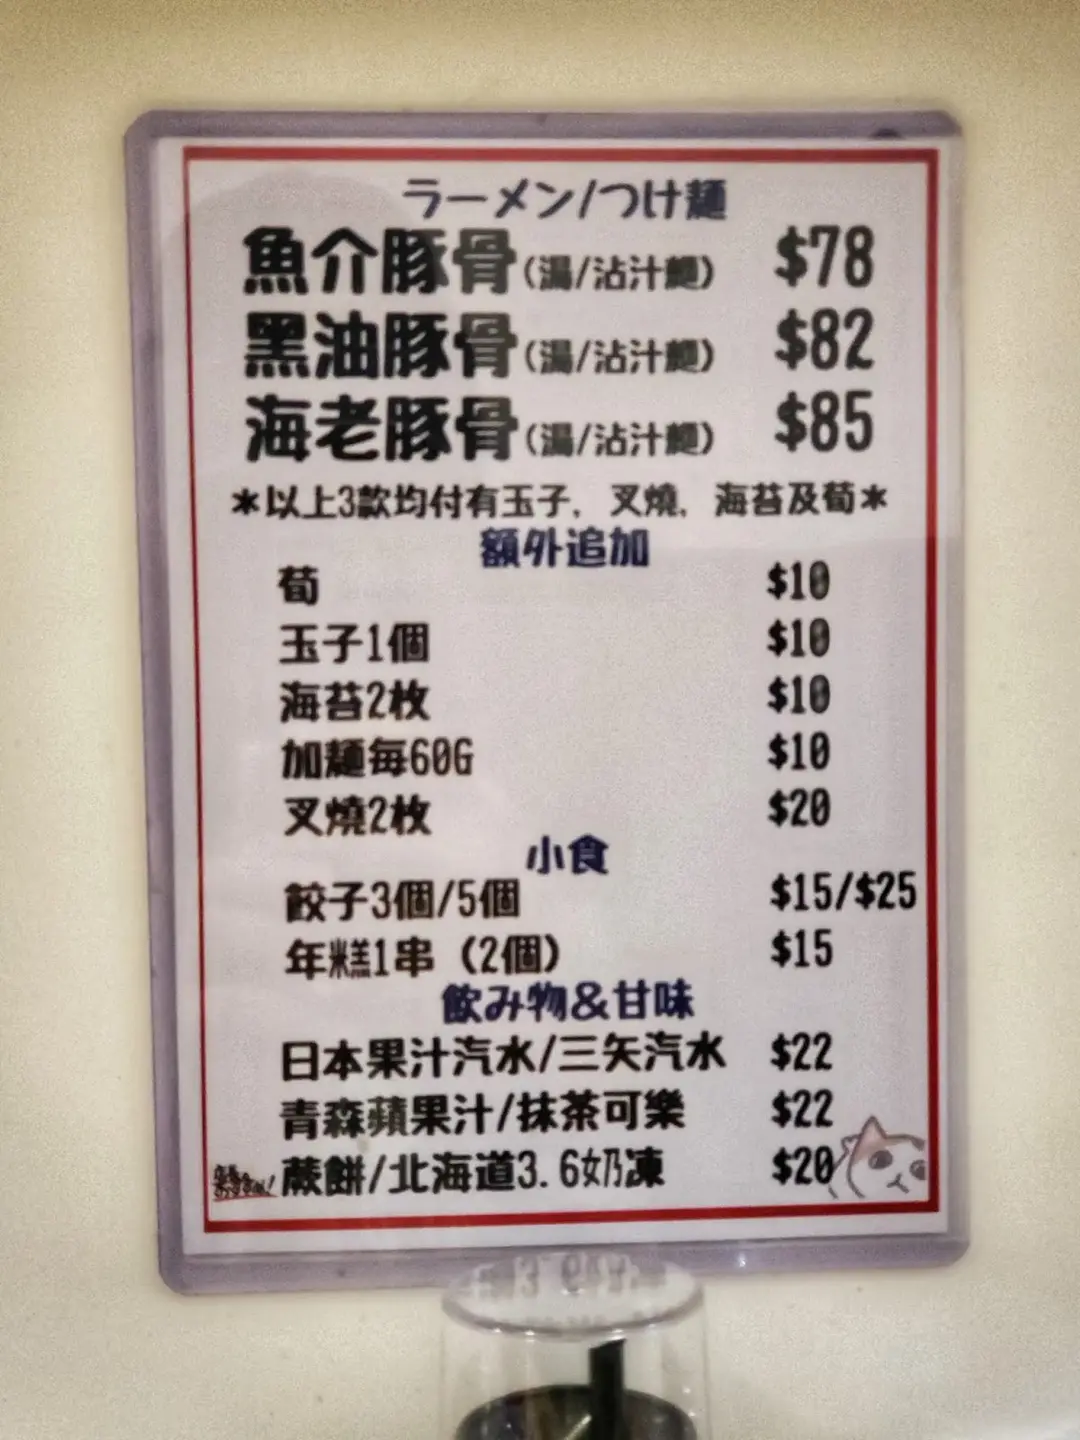 ラーメン/つけ麺
魚介豚骨(湯/沾汁麵) $78
黑油豚骨(湯/沾汁麵) $82
海老豚骨(湯/沾汁麵) $85
*以上3款均付有玉子, 叉燒, 海苔及荀*
額外追加
荀 $10
玉子1個 $10
海苔2枚 $10
加麵每60G $10
叉燒2枚 $20
小食
餃子3個/5個 $15/$25
年糕1串 (2個) $15
飲み物&甘味
日本果汁汽水/三矢汽水 $22
青森蘋果汁/抹茶可樂 $22
蕨餅/北海道3.6奶凍 $20